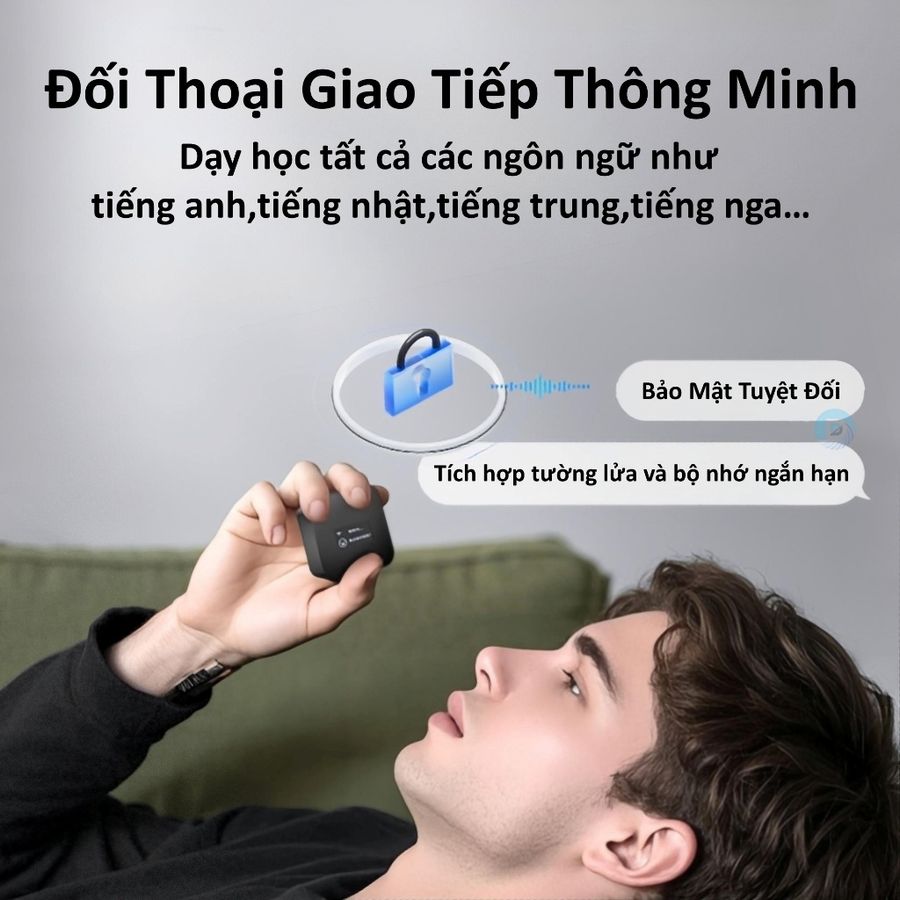 Đối Thoại Giao Tiếp Thông Minh
Dạy học tất cả các ngôn ngữ như
tiếng anh,tiếng nhật,tiếng trung,tiếng nga...
Bảo Mật Tuyệt Đối
Tích hợp tường lửa và bộ nhớ ngắn hạn